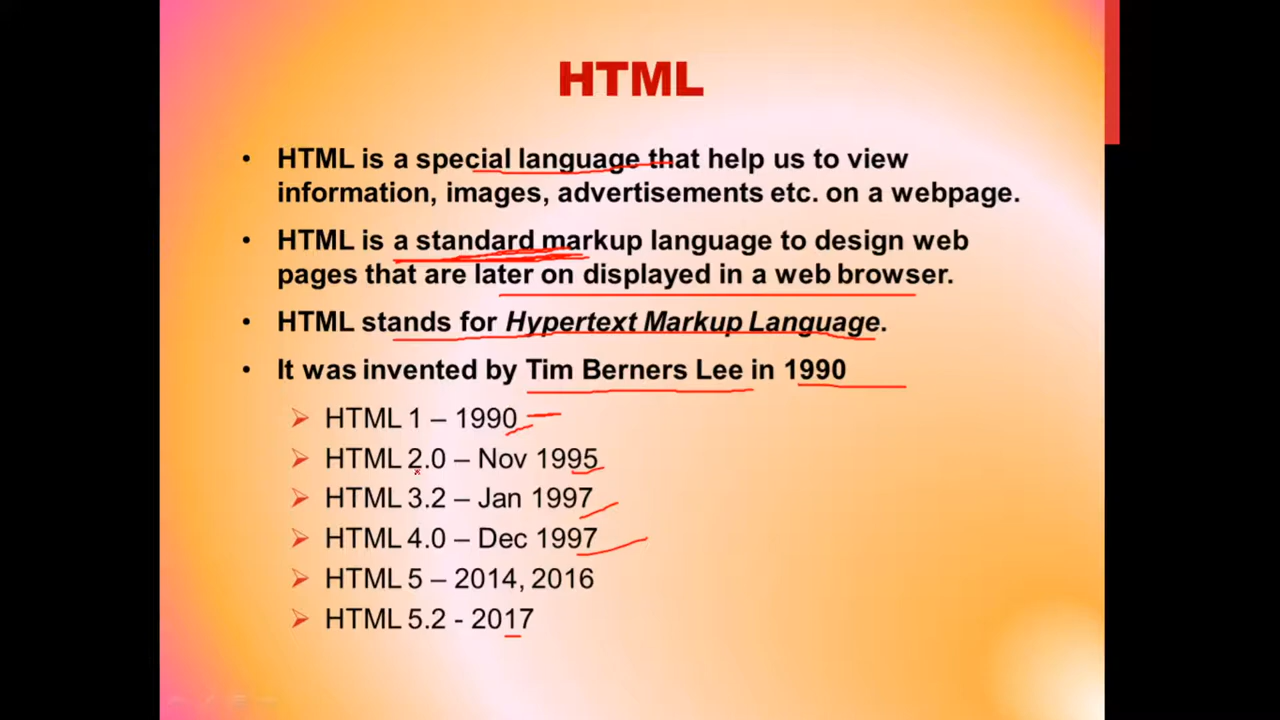 HTML
• HTML is a special language that help us to view
information, images, advertisements etc. on a webpage.
• HTML is a standard markup language to design web
pages that are later on displayed in a web browser.
• HTML stands for Hypertext Markup Language.
• It was invented by Tim Berners Lee in 1990
➢ HTML 1 – 1990
➢ HTML 2.0 – Nov 1995
➢ HTML 3.2 – Jan 1997
➢ HTML 4.0 – Dec 1997
➢ HTML 5 – 2014, 2016
➢ HTML 5.2 - 2017